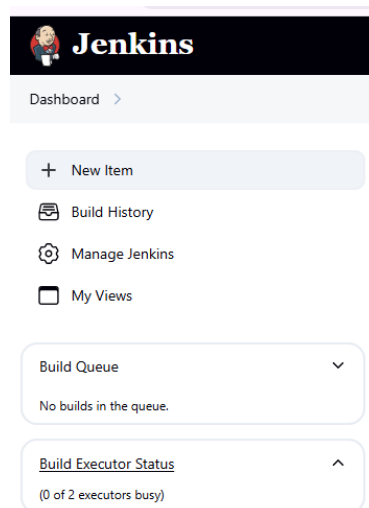 Jenkins
Dashboard
New Item
Build History
Manage Jenkins
My Views
Build Queue
No builds in the queue.
Build Executor Status
(0 of 2 executors busy)